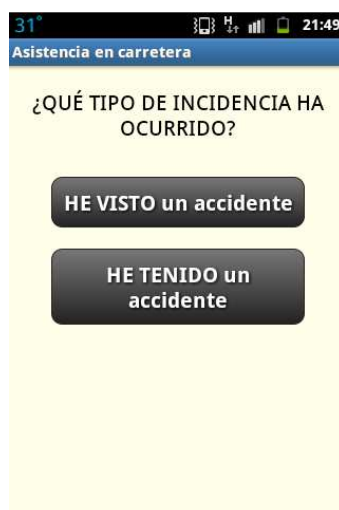 31° H 21:49
Asistencia en carretera
¿QUÉ TIPO DE INCIDENCIA HA
OCURRIDO?
HE VISTO un accidente
HE TENIDO un
accidente